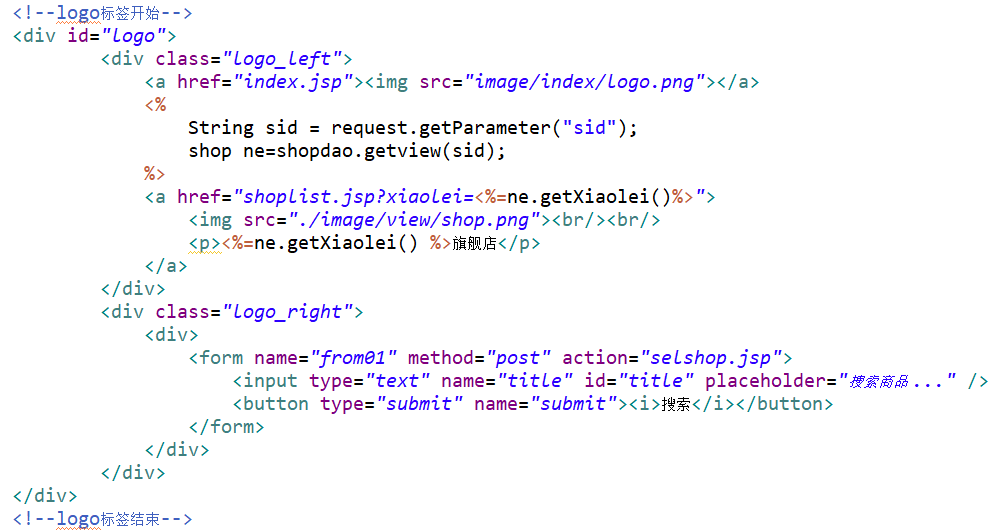 <!--logo标签开始-->
<div id="logo">
<div class="logo_left">
<a href="index.jsp"><img src="image/index/logo.png"></a>
<%
String sid = request.getParameter("sid");
shop ne=shopdao.getview(sid);
%>
<a href="shoplist.jsp?xiaolei=<%=ne.getXiaolei()%>">
<img src="./image/view/shop.png"><br/><br/>
<p><%=ne.getXiaolei() %>旗舰店</p>
</a>
</div>
<div class="logo_right">
<div>
<form name="from01" method="post" action="selshop.jsp">
<input type="text" name="title" id="title" placeholder="搜索商品..." />
<button type="submit" name="submit"><i>搜索</i></button>
</form>
</div>
</div>
</div>
<!--logo标签结束-->